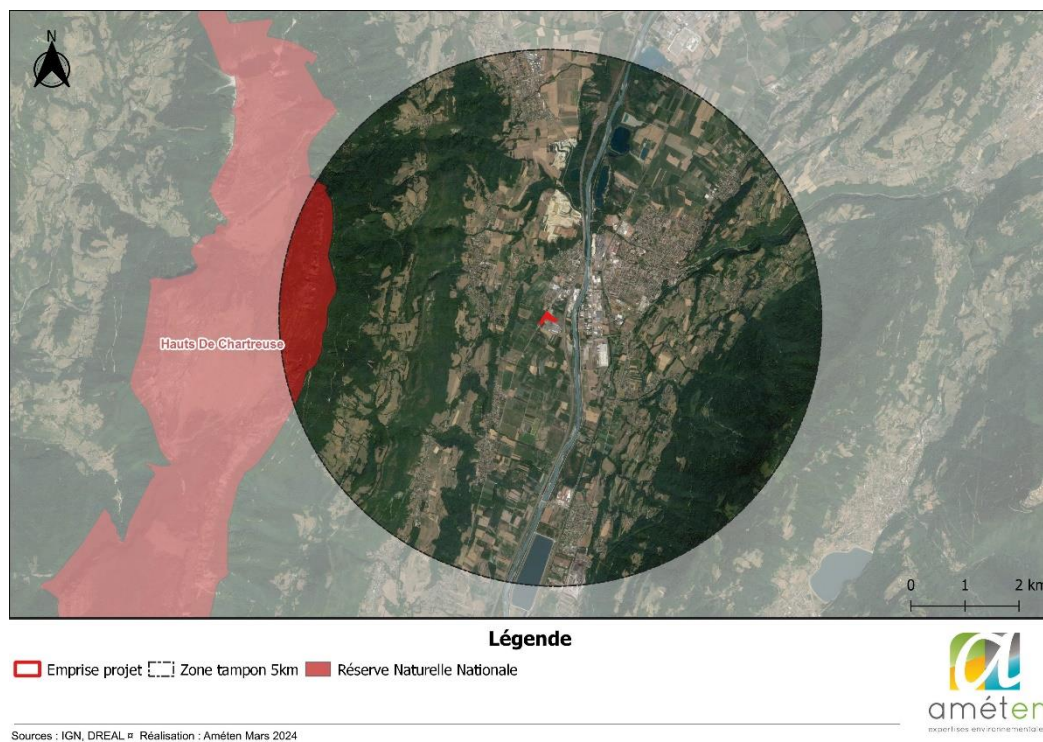 N
Hauts De Chartreuse
0 1 2 km
Légende
Emprise projet Zone tampon 5km Réserve Naturelle Nationale
améten
expertises environnementales
Sources : IGN, DREAL ¤ Réalisation : Améten Mars 2024